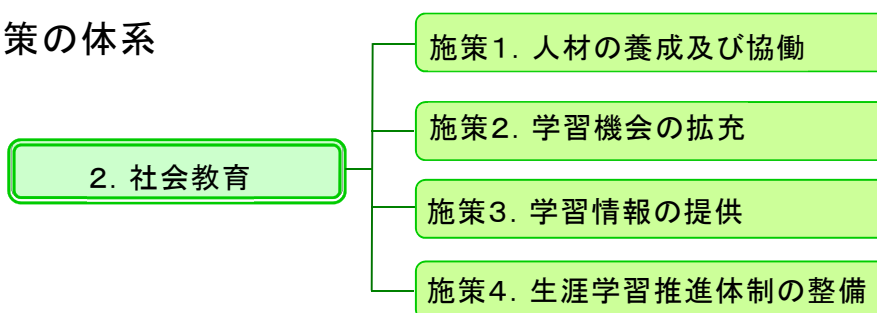 策の体系
2．社会教育
施策1．人材の養成及び協働
施策2．学習機会の拡充
施策3．学習情報の提供
施策4．生涯学習推進体制の整備